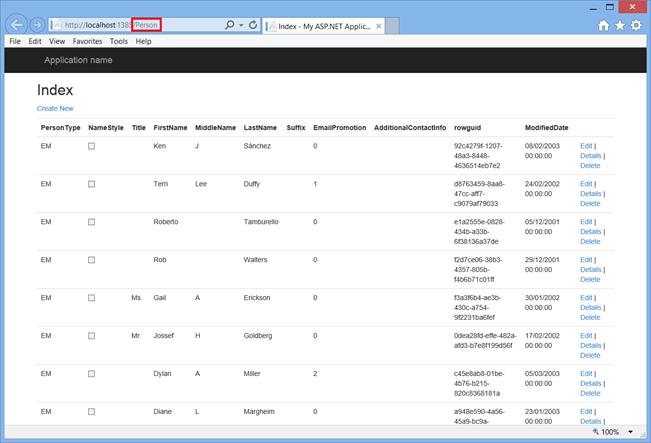 http://localhost:1385/Person
Index - My ASP.NET Applic...
File Edit View Favorites Tools Help
Application name
Index
Create New
PersonType NameStyle Title FirstName MiddleName LastName Suffix EmailPromotion AdditionalContactInfo rowguid ModifiedDate
EM Ken J Sánchez 0 92c4279f-1207- 08/02/2003 Edit |
48a3-8448- 00:00:00 Details |
4636514eb7e2 Delete
EM Terri Lee Duffy 1 d8763459-8aa8- 24/02/2002 Edit |
47cc-aff7- 00:00:00 Details |
c9079af79033 Delete
EM Roberto Tamburello 0 e1a2555e-0828- 05/12/2001 Edit |
434b-a33b- 00:00:00 Details |
6f38136a37de Delete
EM Rob Walters 0 f2d7ce06-38b3- 29/12/2001 Edit |
4357-805b- 00:00:00 Details |
f4b6b71c01ff Delete
EM Ms. Gail A Erickson 0 f3a3f6b4-ae3b- 30/01/2002 Edit |
430c-a754- 00:00:00 Details |
9f2231ba6fef Delete
EM Mr. Jossef H Goldberg 0 0dea28fd-effe-482a- 17/02/2002 Edit |
afd3-b7e8f199d56f 00:00:00 Details |
Delete
EM Dylan A Miller 2 c45e8ab8-01be- 05/03/2003 Edit |
4b76-b215- 00:00:00 Details |
820c8368181a Delete
EM Diane L Margheim 0 a948e590-4a56- 23/01/2003 Edit |
45a9-bc9a- 00:00:00 Details |
100%